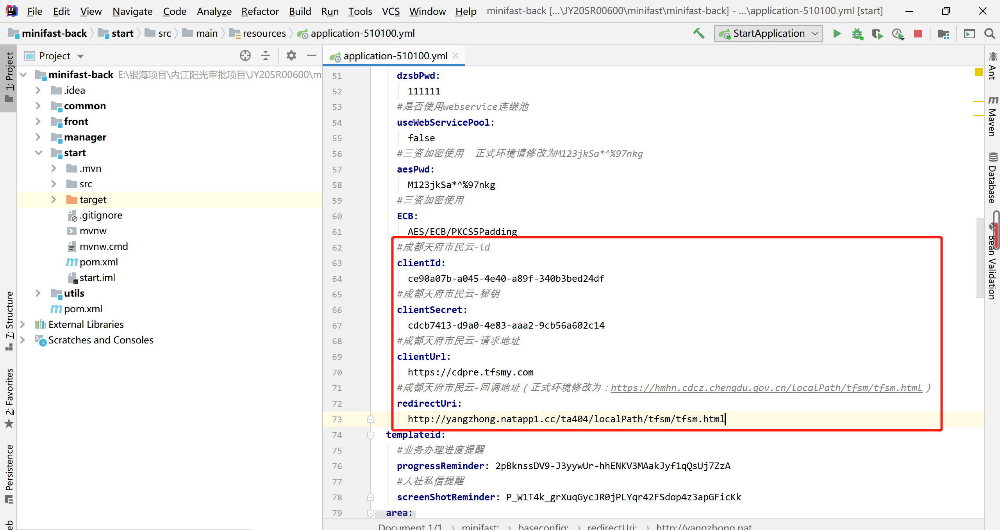 File Edit View Navigate Code Analyze Refactor Build Run Tools VCS Window Help minifast-back [...\JY20SR00600\minifast\minifast-back] - ...\application-510100.yml [start]
minifast-back start src main resources application-510100.yml StartApplication
1: Project
Project
minifast-back E:\银海项目\内江阳光审批项目\JY20SR00600\m
.idea
common
front
manager
start
.mvn
src
target
.gitignore
mvnw
mvnw.cmd
pom.xml
start.iml
utils
pom.xml
External Libraries
Scratches and Consoles
7: Structure
2: Favorites
Persistence
eb
application-510100.yml
51 dzsbPwd:
52 111111
53 #是否使用webservice连继池
54 useWebServicePool:
55 false
56 #三资加密使用 正式环境请修改为M123jkSa*^%97nkg
57 aesPwd:
58 M123jkSa*^%97nkg
59 #三资加密使用
60 ECB:
61 AES/ECB/PKCS5Padding
62 #成都天府市民云-id
63 clientId:
64 ce90a07b-a045-4e40-a89f-340b3bed24df
65 #成都天府市民云-秘钥
66 clientSecret:
67 cdcb7413-d9a0-4e83-aaa2-9cb56a602c14
68 #成都天府市民云-请求地址
69 clientUrl:
70 https://cdpre.tfsmy.com
71 #成都天府市民云-回调地址（正式环境修改为：https://hmhn.cdcz.chengdu.gov.cn/localPath/tfsm/tfsm.html）
72 redirectUri:
73 http://yangzhong.natapp1.cc/ta404/localPath/tfsm/tfsm.html
74 templateid:
75 #业务办理进度提醒
76 progressReminder: 2pBknssDV9-J3yywUr-hhENKV3MAakJyf1qQsUj7ZzA
77 #人社私信提醒
78 screenShotReminder: P_W1T4k_grXuqGycJR0jPLYqr42FSdop4z3apGFicKk
79 area:
Document 1/1 › minifast: › baseconfig: › redirectUri: › http://yangzhong.nat
Ant
Maven
Database
Bean Validation